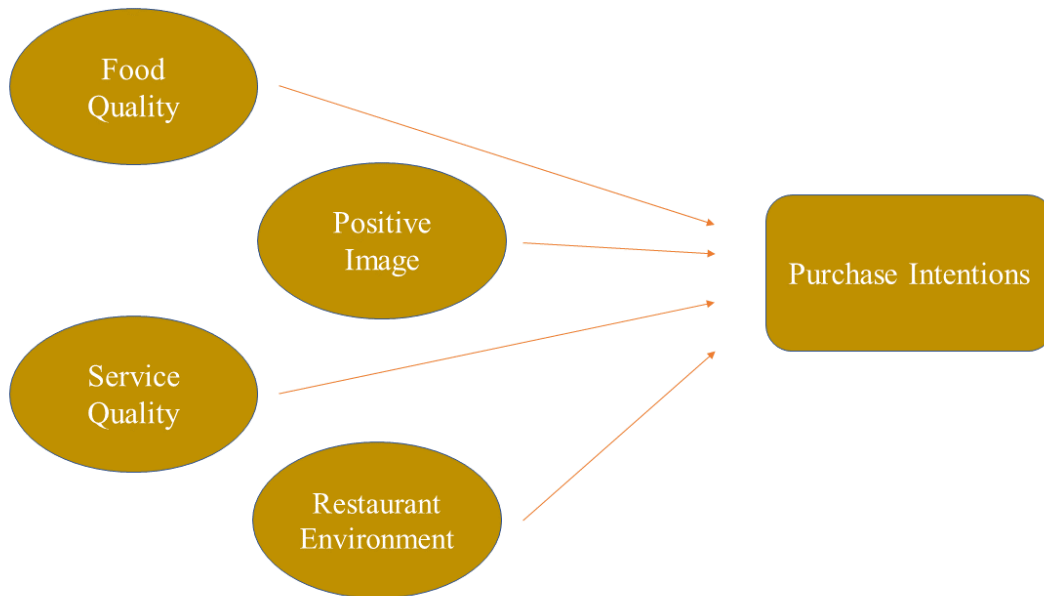 Food
Quality
Positive
Image
Service
Quality
Restaurant
Environment
Purchase Intentions